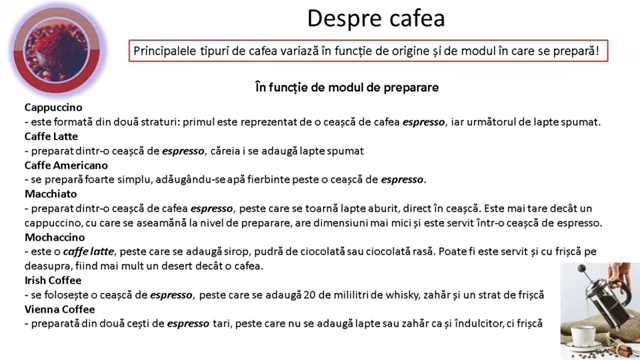 Despre cafea
Principalele tipuri de cafea variază în funcție de origine și de modul în care se prepară!
În funcție de modul de preparare
Cappuccino
- este formată din două straturi: primul este reprezentat de o ceașcă de cafea espresso, iar următorul de lapte spumat.
Caffe Latte
- preparat dintr-o ceașcă de espresso, căreia i se adaugă lapte spumat
Caffe Americano
- se prepară foarte simplu, adăugându-se apă fierbinte peste o ceașcă de espresso.
Macchiato
- preparat dintr-o ceașcă de cafea espresso, peste care se toarnă lapte aburit, direct în ceașcă. Este mai tare decât un
cappuccino, cu care se aseamănă la nivel de preparare, are dimensiuni mai mici și este servit într-o ceașcă de espresso.
Mochaccino
- este o caffe latte, peste care se adaugă sirop, pudră de ciocolată sau ciocolată rasă. Poate fi este servit și cu frișcă pe
deasupra, fiind mai mult un desert decât o cafea.
Irish Coffee
- se folosește o ceașcă de espresso, peste care se adaugă 20 de mililitri de whisky, zahăr și un strat de frișcă
Vienna Coffee
- preparată din două cești de espresso tari, peste care nu se adaugă lapte sau zahăr ca și îndulcitor, ci frișcă